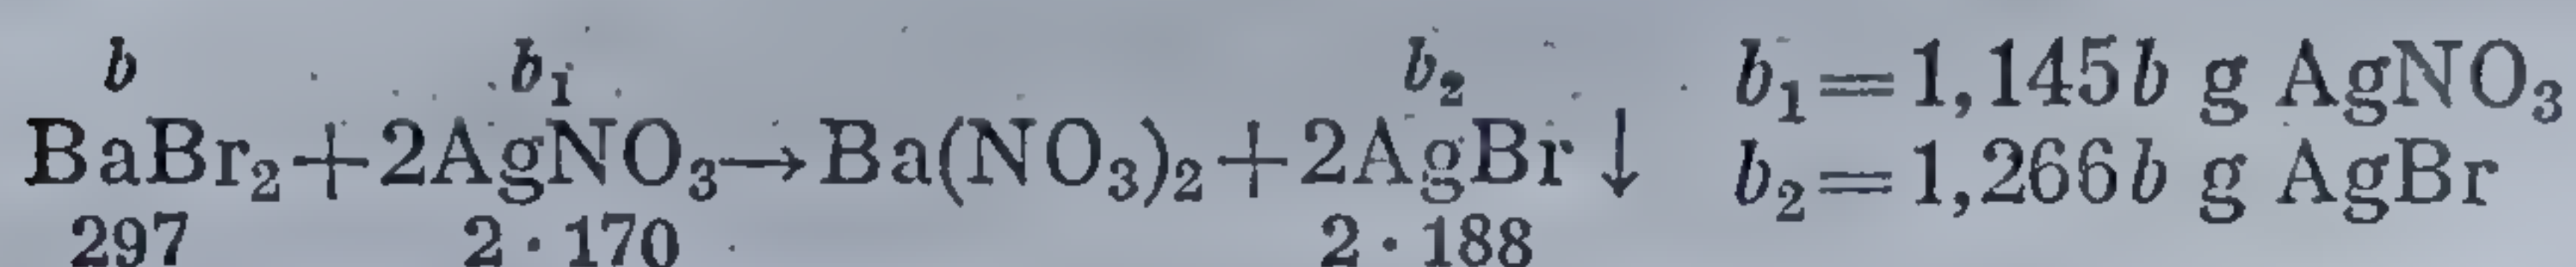 b b₁ b₂ b₁=1,145b g AgNO₃
BaBr₂+2AgNO₃→Ba(NO₃)₂+2AgBr↓ b₂=1,266b g AgBr
297 2·170 2·188